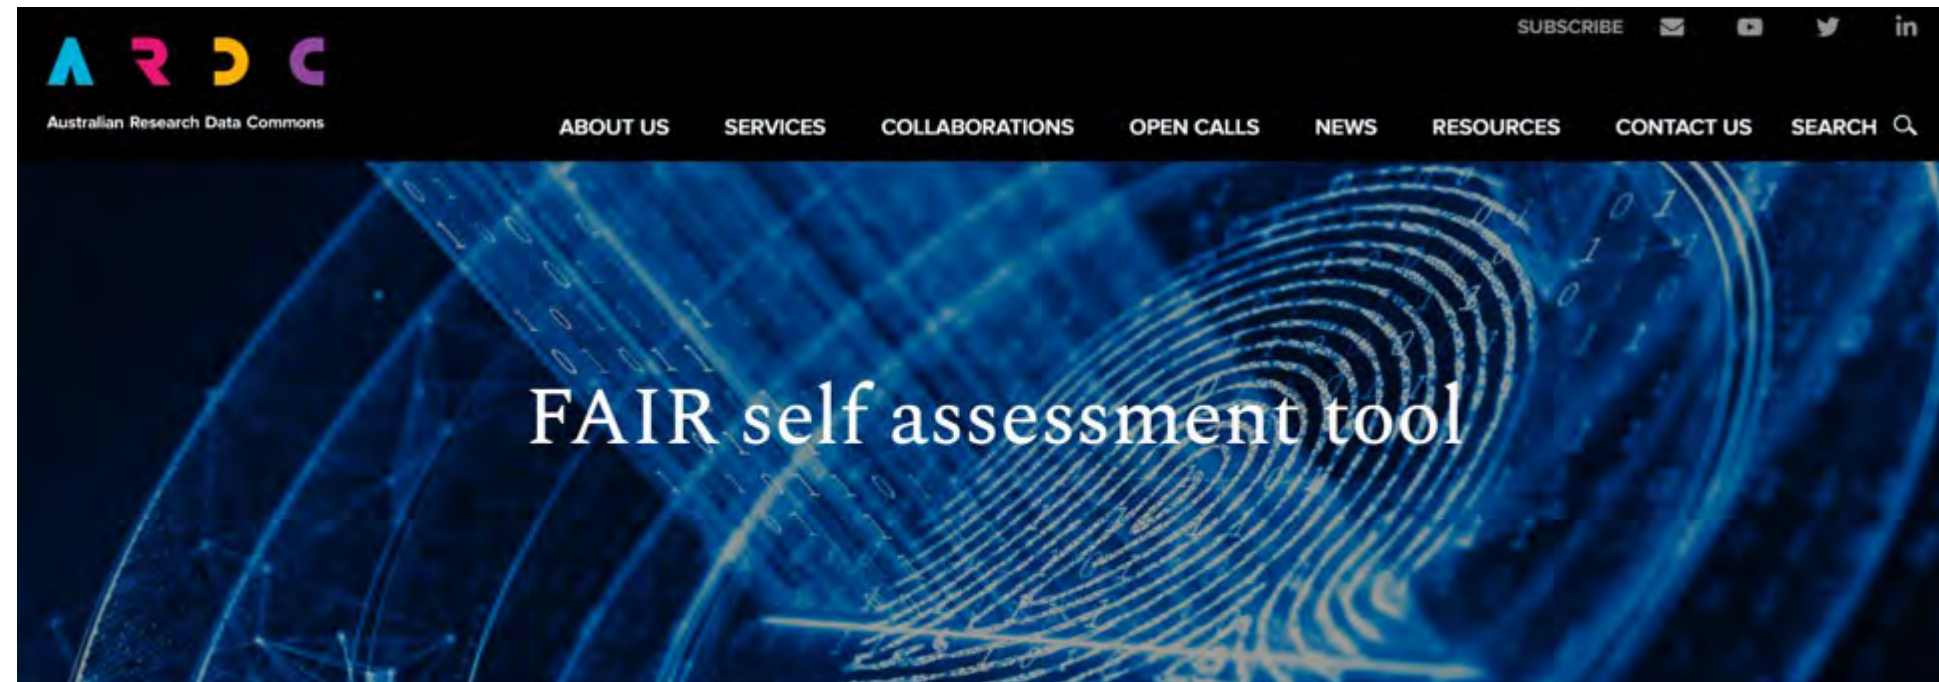 SUBSCRIBE
ARDC
Australian Research Data Commons
ABOUT US SERVICES COLLABORATIONS OPEN CALLS NEWS RESOURCES CONTACT US SEARCH
FAIR self assessment tool